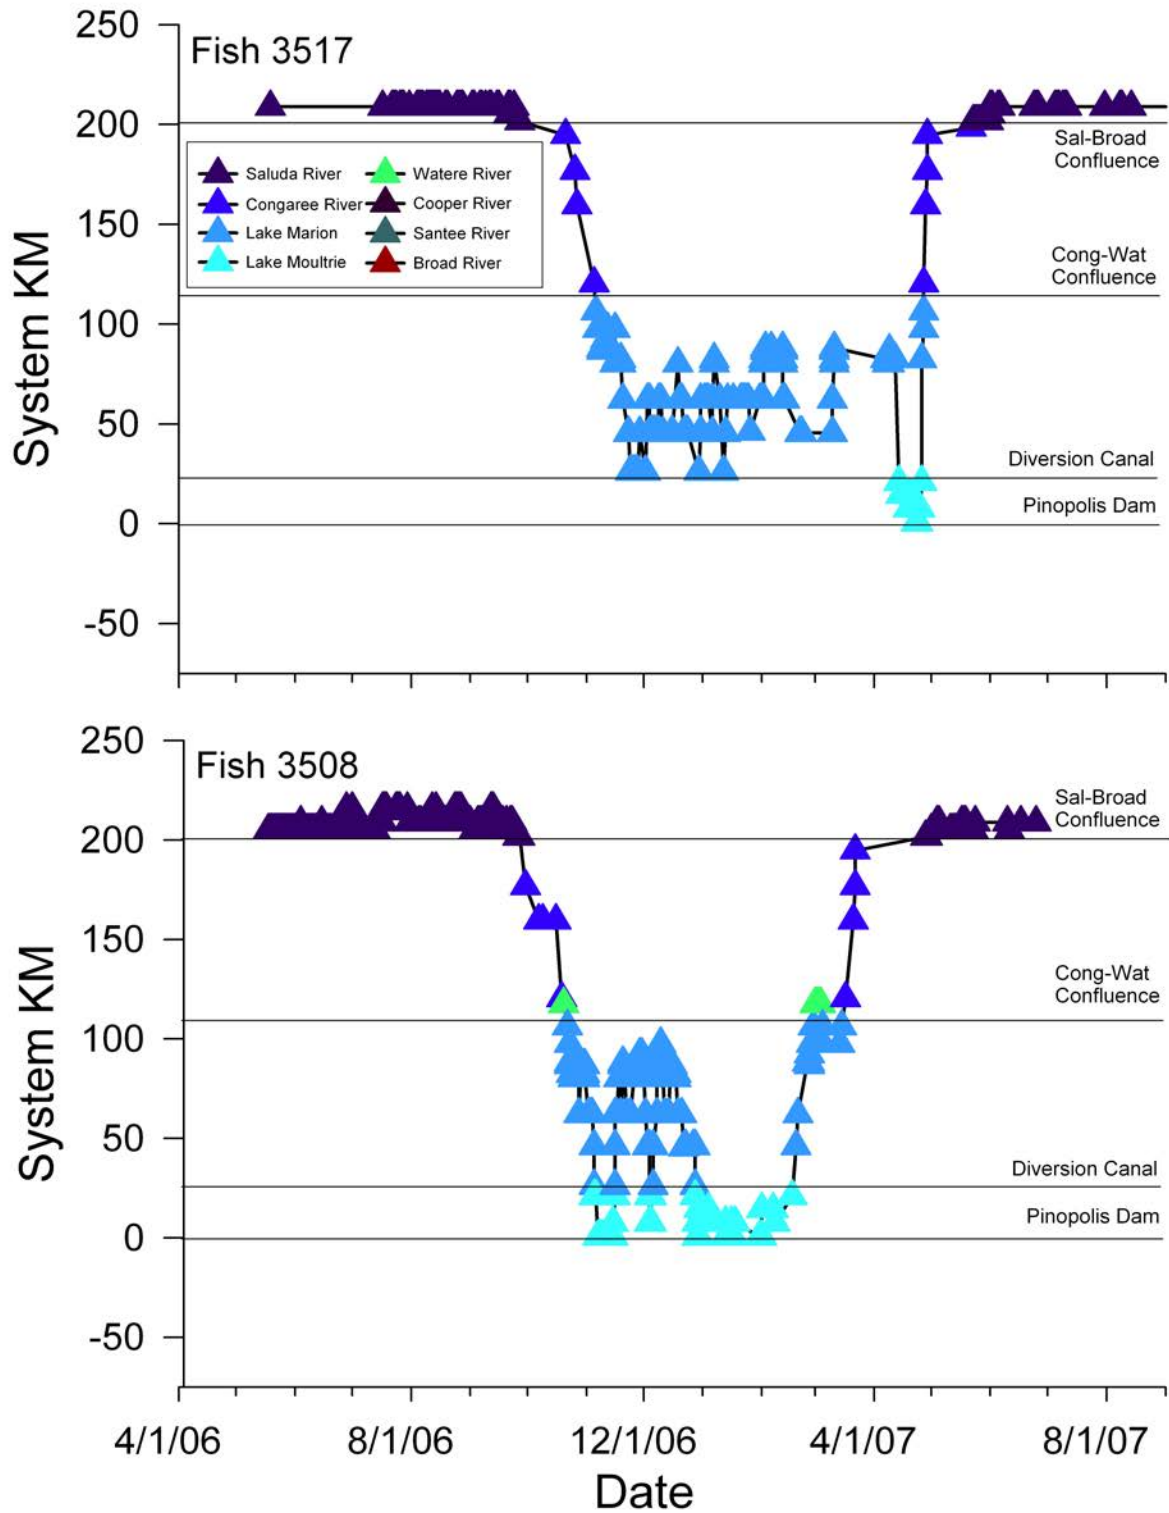 250
Fish 3517
200
Sal-Broad
Confluence
Saluda River
Watere River
Congaree River
Cooper River
Lake Marion
Santee River
Lake Moultrie
Broad River
150
Cong-Wat
Confluence
100
50
Diversion Canal
Pinopolis Dam
0
-50
System KM
250
Fish 3508
Sal-Broad
Confluence
200
150
Cong-Wat
Confluence
100
50
Diversion Canal
Pinopolis Dam
0
-50
System KM
4/1/06
8/1/06
12/1/06
4/1/07
8/1/07
Date